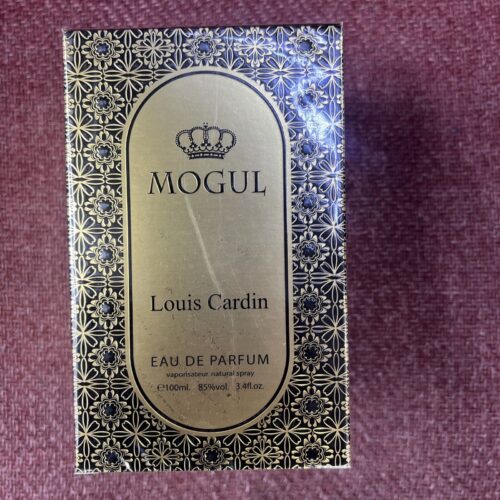 MOGUL
Louis Cardin
EAU DE PARFUM
vaporisateur natural spray
℮100ml. 85%vol. 3.4fl.oz.